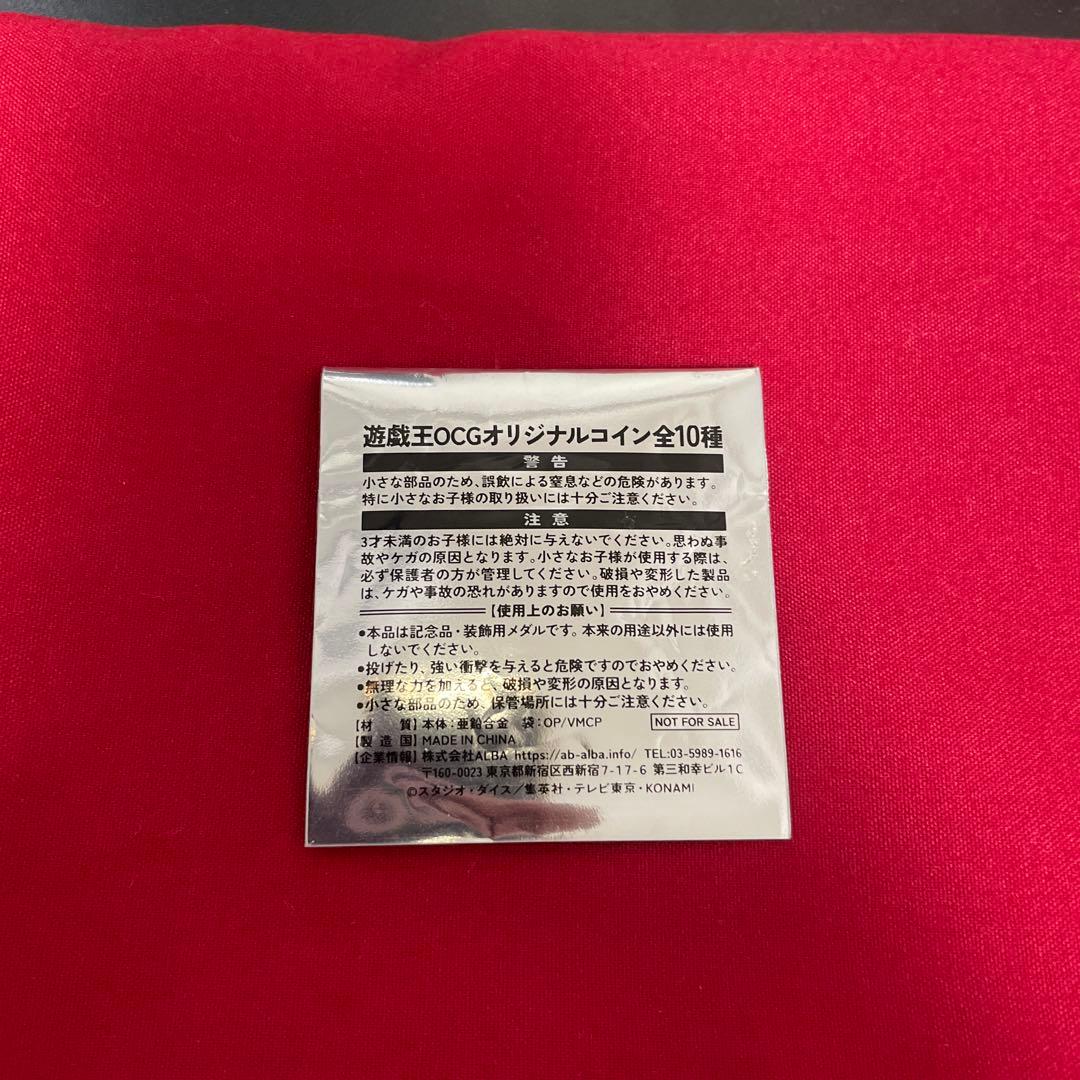 遊戯王OCGオリジナルコイン全10種
警告
小さな部品のため、誤飲による窒息などの危険があります。
特に小さなお子様の取り扱いには十分ご注意ください。
注意
3才未満のお子様には絶対に与えないでください。思わぬ事
故やケガの原因となります。小さなお子様が使用する際は、
必ず保護者の方が管理してください。破損や変形した製品
は、ケガや事故の恐れがありますので使用をおやめください。
【使用上のお願い】
●本品は記念品・装飾用メダルです。本来の用途以外には使用
しないでください。
●投げたり、強い衝撃を与えると危険ですのでおやめください。
●無理な力を加えると、破損や変形の原因となります。
●小さな部品のため、保管場所には十分ご注意ください。
【材 質】本体:亜鉛合金 袋:OP/VMCP NOT FOR SALE
【製造国】MADE IN CHINA
【企業情報】株式会社ALBA https://ab-alba.info/ TEL:03-5989-1616
〒160-0023 東京都新宿区西新宿7-17-6 第三和幸ビル1C
©スタジオ・ダイス/集英社・テレビ東京・KONAMI